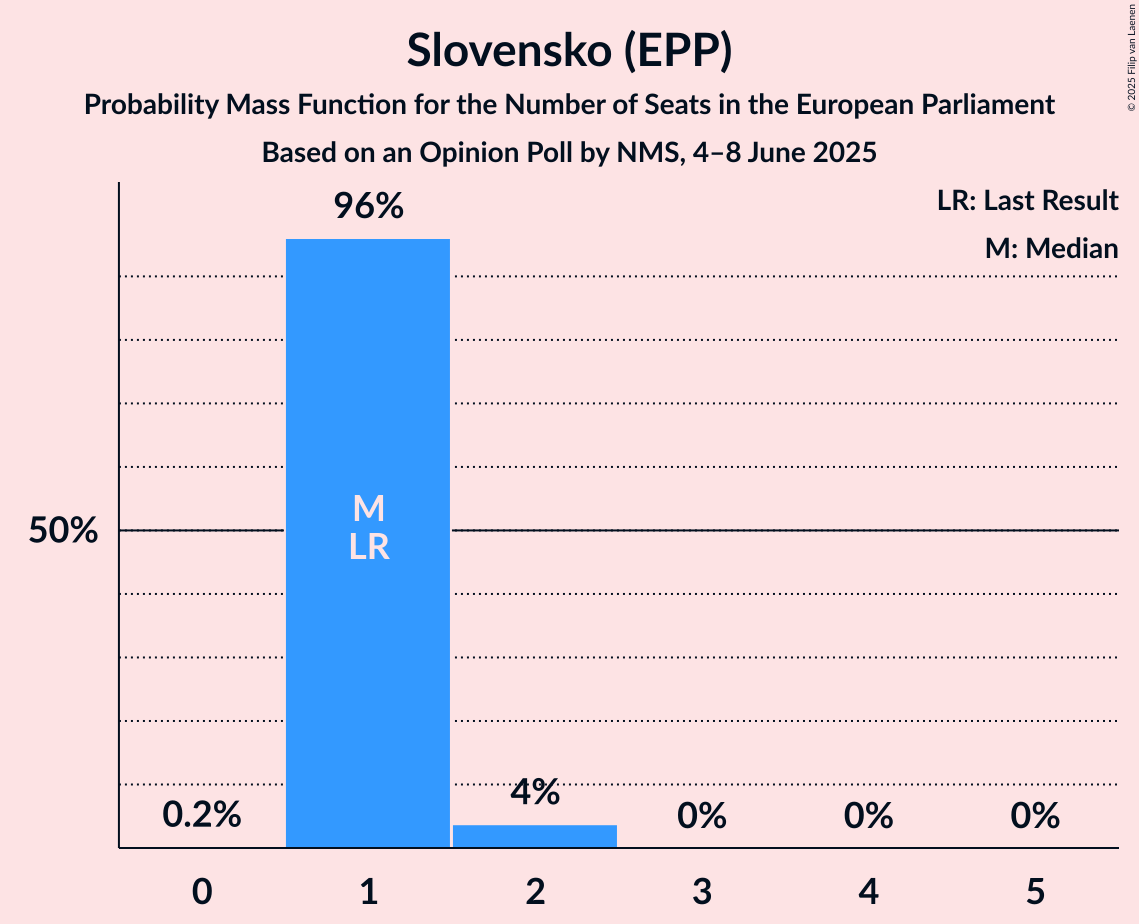 Slovensko (EPP)
Probability Mass Function for the Number of Seats in the European Parliament
Based on an Opinion Poll by NMS, 4–8 June 2025
© 2025 Filip van Laenen
LR: Last Result
M: Median
96%
50%
M
LR
0.2%
4%
0%
0%
0%
0
1
2
3
4
5